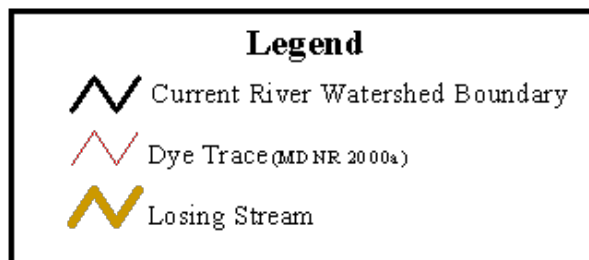 Legend
Current River Watershed Boundary
Dye Trace (MDNR 2000a)
Losing Stream